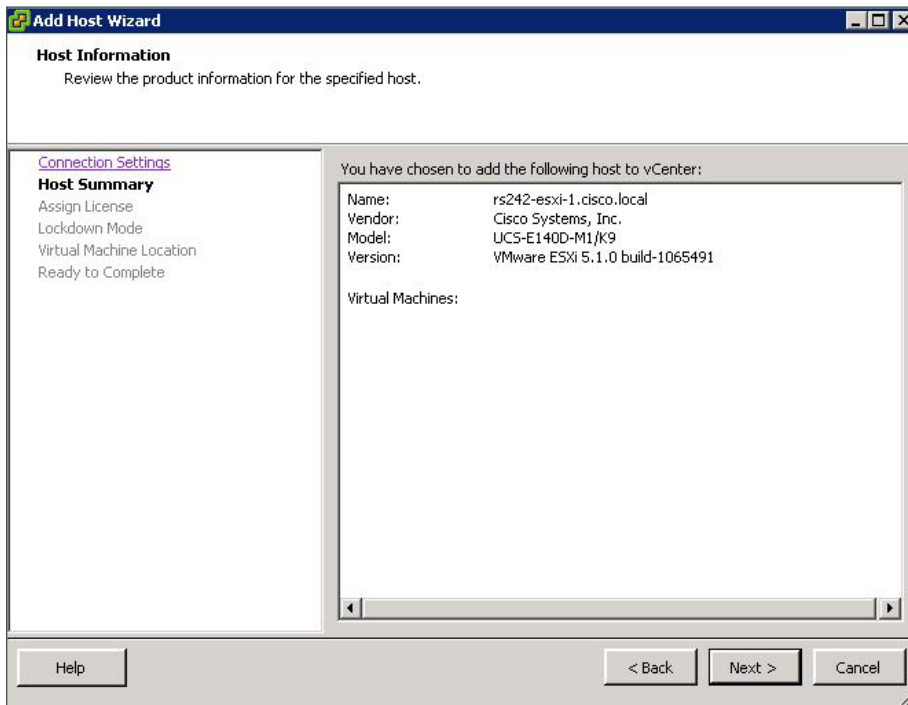 Add Host Wizard
Host Information
Review the product information for the specified host.
Connection Settings
Host Summary
Assign License
Lockdown Mode
Virtual Machine Location
Ready to Complete
You have chosen to add the following host to vCenter:
Name: rs242-esxi-1.cisco.local
Vendor: Cisco Systems, Inc.
Model: UCS-E140D-M1/K9
Version: VMware ESXi 5.1.0 build-1065491
Virtual Machines:
Help
< Back
Next >
Cancel